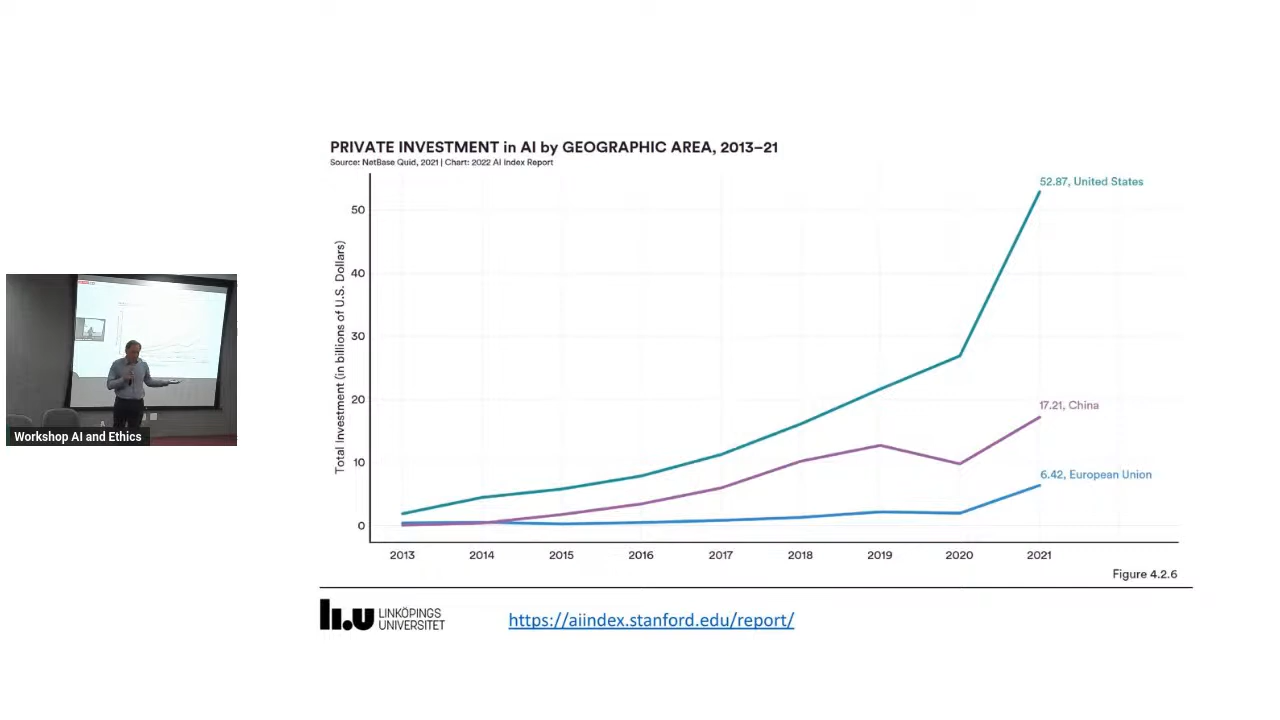 PRIVATE INVESTMENT in AI by GEOGRAPHIC AREA, 2013–21
Source: NetBase Quid, 2021 | Chart: 2022 AI Index Report
Total Investment (in billions of U.S. Dollars)
50
40
30
20
10
0
52.87, United States
17.21, China
6.42, European Union
2013 2014 2015 2016 2017 2018 2019 2020 2021
Figure 4.2.6
Workshop AI and Ethics
li.u LINKÖPINGS
UNIVERSITET
https://aiindex.stanford.edu/report/